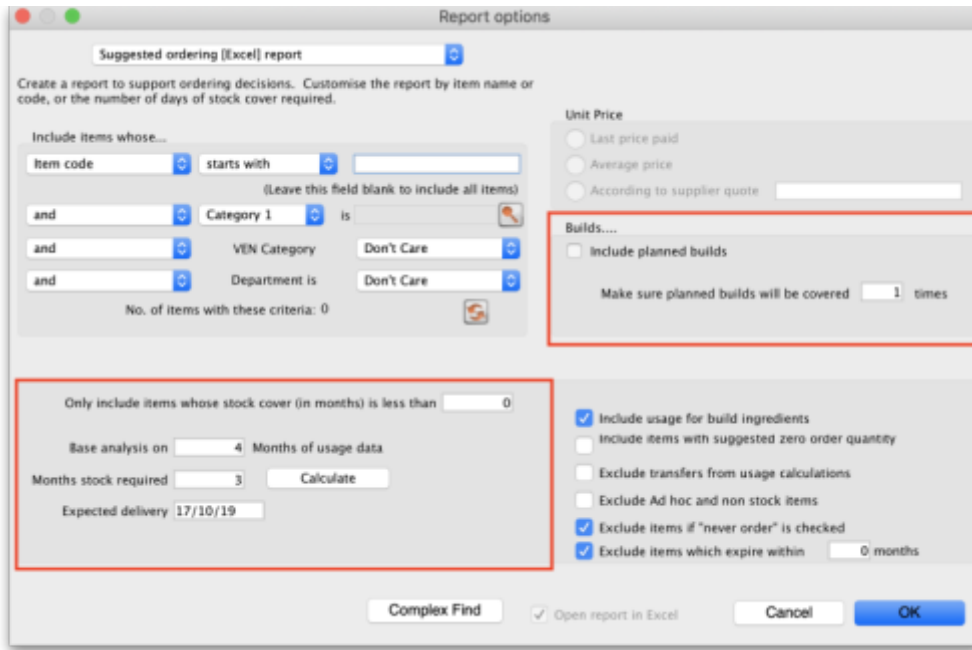 Report options
Suggested ordering [Excel] report
Create a report to support ordering decisions. Customise the report by item name or
code, or the number of days of stock cover required.
Include items whose...
Item code starts with
(Leave this field blank to include all items)
and Category 1 is
and VEN Category Don't Care
and Department is Don't Care
No. of items with these criteria: 0
Unit Price
Last price paid
Average price
According to supplier quote
Builds....
Include planned builds
Make sure planned builds will be covered 1 times
Only include items whose stock cover (in months) is less than 0
Base analysis on 4 Months of usage data
Months stock required 3 Calculate
Expected delivery 17/10/19
Include usage for build ingredients
Include items with suggested zero order quantity
Exclude transfers from usage calculations
Exclude Ad hoc and non stock items
Exclude items if "never order" is checked
Exclude items which expire within 0 months
Complex Find Open report in Excel Cancel OK